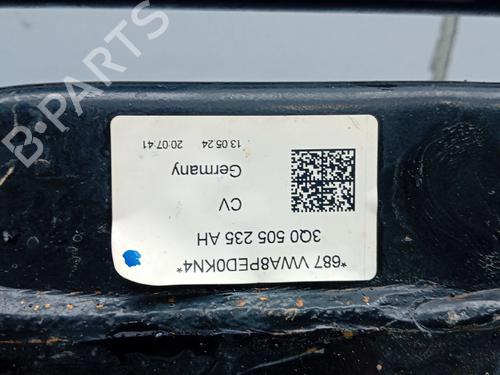 *687 VWA8PED0KN4*
3Q0 505 235 AH
CV
Germany
13.05.24 20:07:41
B-Parts